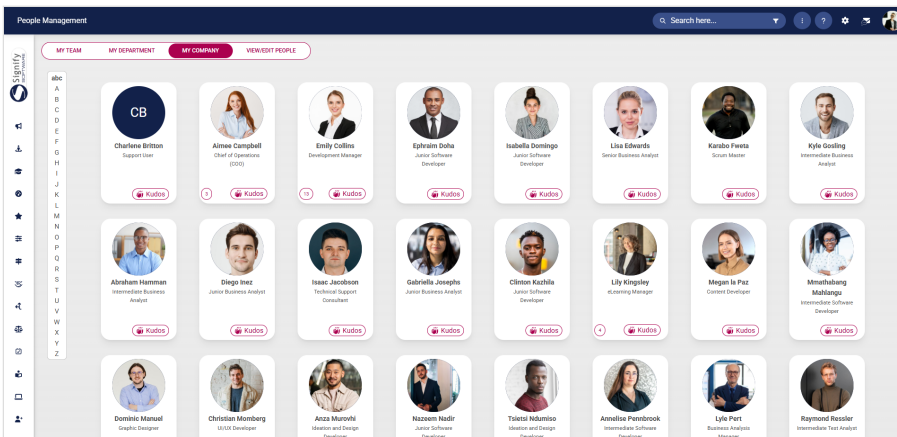 People Management
Search here...
?
Signify
SOFTWARE
MY TEAM
MY DEPARTMENT
MY COMPANY
VIEW/EDIT PEOPLE
abc
A
B
C
D
E
F
G
H
I
J
K
L
M
N
O
P
Q
R
S
T
U
V
W
X
Y
Z
CB
Charlene Britton
Support User
Kudos
Aimee Campbell
Chief of Operations
(COO)
3
Kudos
Emily Collins
Development Manager
13
Kudos
Ephraim Doha
Junior Software
Developer
Kudos
Isabella Domingo
Junior Software
Developer
Kudos
Lisa Edwards
Senior Business Analyst
Kudos
Karabo Fweta
Scrum Master
Kudos
Kyle Gosling
Intermediate Business
Analyst
Kudos
Abraham Hamman
Intermediate Business
Analyst
Kudos
Diego Inez
Junior Business Analyst
Kudos
Isaac Jacobson
Technical Support
Consultant
Kudos
Gabriella Josephs
Junior Business Analyst
Kudos
Clinton Kazhila
Junior Software
Developer
Kudos
Lily Kingsley
eLearning Manager
4
Kudos
Megan la Paz
Content Developer
Kudos
Mmathabang
Mahlangu
Intermediate Software
Developer
Kudos
Dominic Manuel
Graphic Designer
Christian Momberg
UI/UX Developer
Anza Murovhi
Ideation and Design
Developer
Nazeem Nadir
Junior Software
Developer
Tsietsi Ndumiso
Ideation and Design
Developer
Annelise Pennbrook
Intermediate Software
Developer
Lyle Pert
Business Analysis
Manager
Raymond Ressler
Intermediate Test Analyst